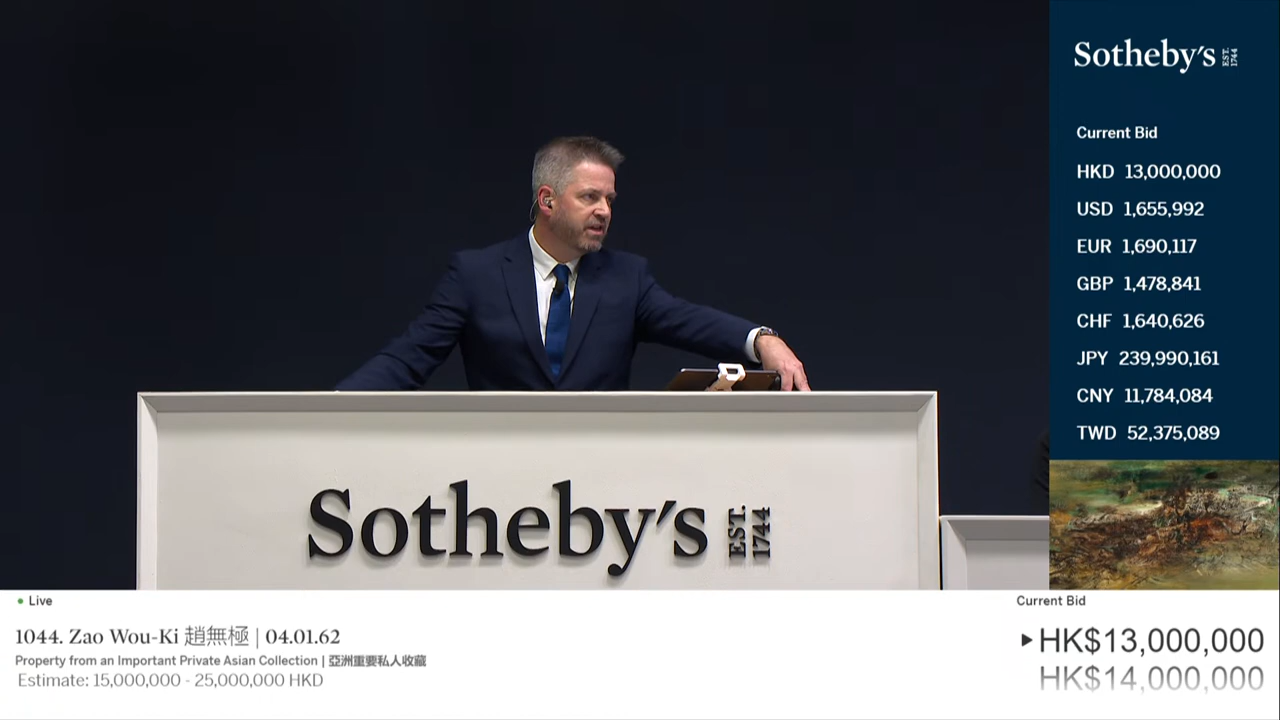 Sotheby's EST. 1744
Current Bid
HKD 13,000,000
USD 1,655,992
EUR 1,690,117
GBP 1,478,841
CHF 1,640,626
JPY 239,990,161
CNY 11,784,084
TWD 52,375,089
Sotheby's EST. 1744
Live
1044. Zao Wou-Ki 趙無極 | 04.01.62
Property from an Important Private Asian Collection | 亞洲重要私人收藏
Estimate: 15,000,000 - 25,000,000 HKD
Current Bid
HK$13,000,000
HK$14,000,000